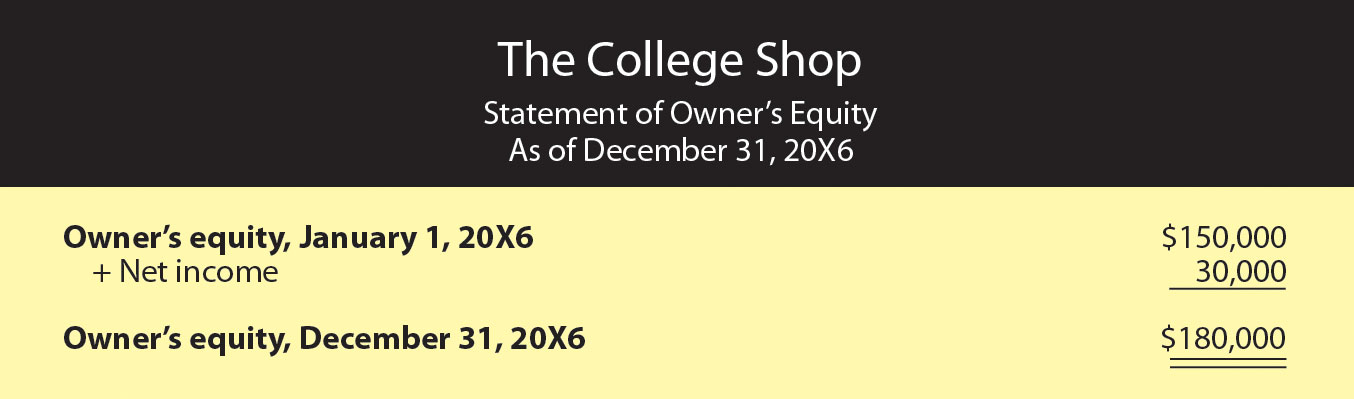 The College Shop
Statement of Owner’s Equity
As of December 31, 20X6
Owner’s equity, January 1, 20X6 $150,000
+ Net income 30,000
Owner’s equity, December 31, 20X6 $180,000